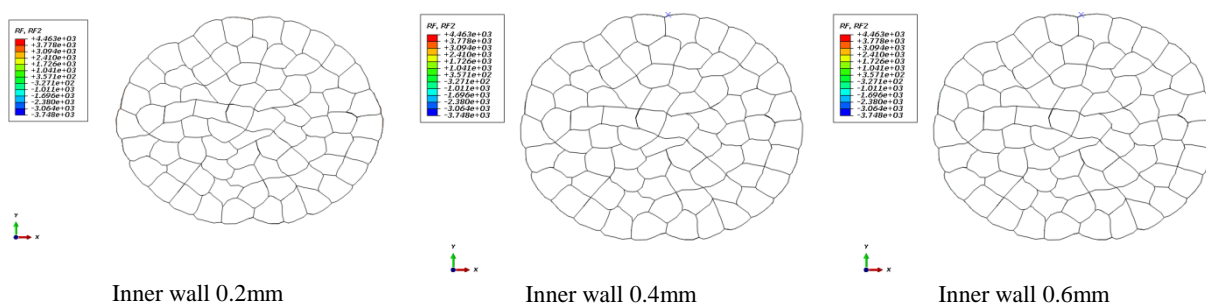 RF, RF2
+4.463e+03
+3.778e+03
+3.094e+03
+2.410e+03
+1.726e+03
+1.041e+03
+3.571e+02
-3.271e+02
-1.011e+03
-1.696e+03
-2.380e+03
-3.064e+03
-3.748e+03
Y
X
Inner wall 0.2mm
RF, RF2
+4.463e+03
+3.778e+03
+3.094e+03
+2.410e+03
+1.726e+03
+1.041e+03
+3.571e+02
-3.271e+02
-1.011e+03
-1.696e+03
-2.380e+03
-3.064e+03
-3.748e+03
Y
X
Inner wall 0.4mm
RF, RF2
+4.463e+03
+3.778e+03
+3.094e+03
+2.410e+03
+1.726e+03
+1.041e+03
+3.571e+02
-3.271e+02
-1.011e+03
-1.696e+03
-2.380e+03
-3.064e+03
-3.748e+03
Y
X
Inner wall 0.6mm